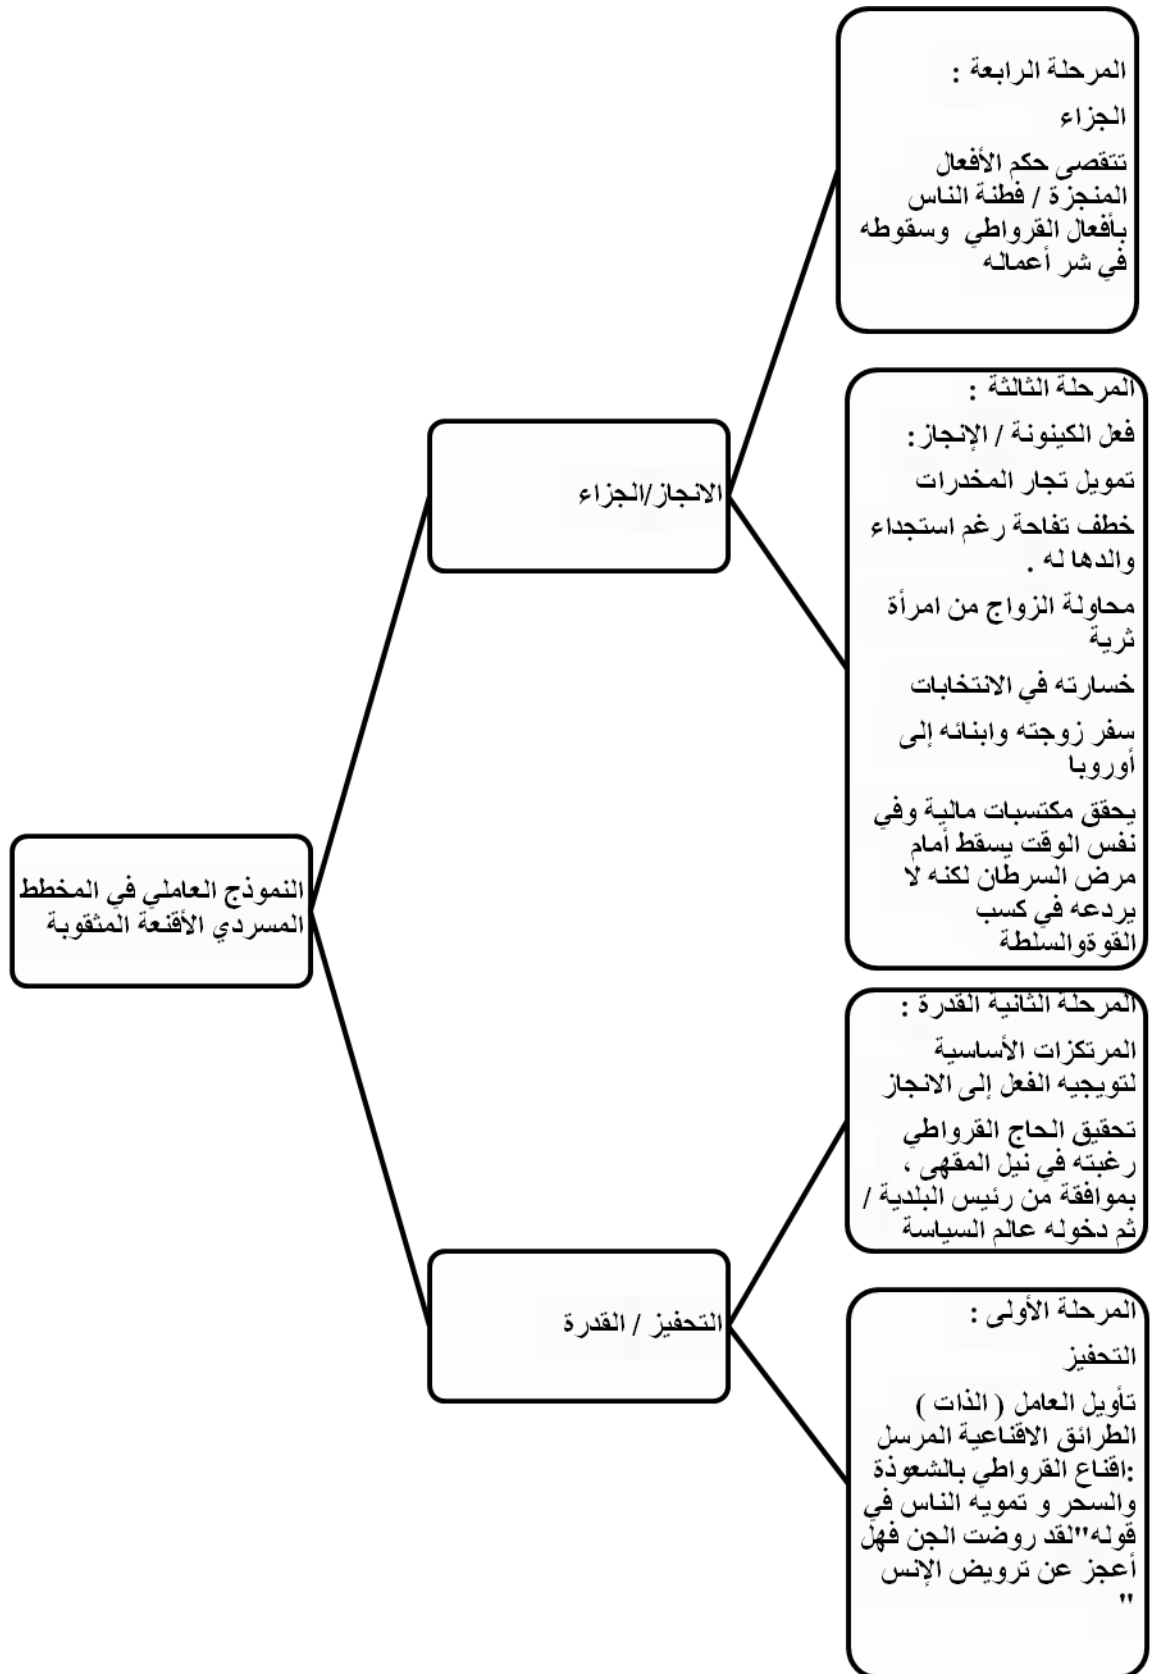 المرحلة الرابعة :
الجزاء
تتقصى حكم الأفعال
المنجزة / فطنة الناس
بأفعال القرواطي وسقوطه
في شر أعماله
المرحلة الثالثة :
فعل الكينونة / الإنجاز:
تمويل تجار المخدرات
خطف تفاحة رغم استجداء
والدها له .
محاولة الزواج من امرأة
ثرية
خسارته في الانتخابات
سفر زوجته وابنائه إلى
أوروبا
يحقق مكتسبات مالية وفي
نفس الوقت يسقط أمام
مرض السرطان لكنه لا
يردعه في كسب
القوةوالسلطة
الانجاز/الجزاء
النموذج العاملي في المخطط
المسردي الأقنعة المثقوبة
المرحلة الثانية القدرة :
المرتكزات الأساسية
لتويجيه الفعل إلى الانجاز
تحقيق الحاج القرواطي
رغبته في نيل المقهى ،
بموافقة من رئيس البلدية /
ثم دخوله عالم السياسة
التحفيز / القدرة
المرحلة الأولى :
التحفيز
تأويل العامل ( الذات )
الطرائق الاقناعية المرسل
:اقناع القرواطي بالشعوذة
والسحر و تمويه الناس في
قوله"لقد روضت الجن فهل
أعجز عن ترويض الإنس
"